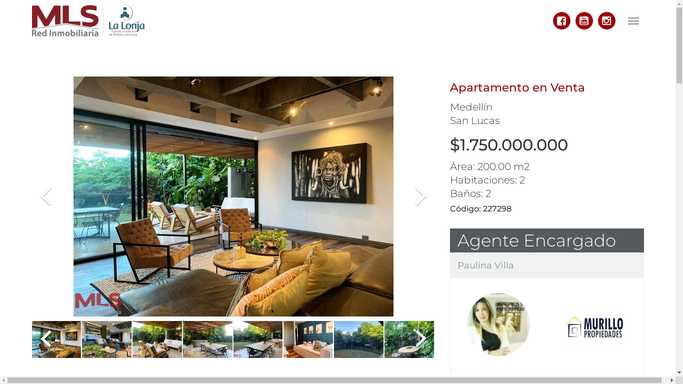 MLS
Red Inmobiliaria
La Lonja
Apartamento en Venta
Medellín
San Lucas
$1.750.000.000
Área: 200.00 m2
Habitaciones: 2
Baños: 2
Código: 227298
MLS
Agente Encargado
Paulina Villa
MURILLO
PROPIEDADES